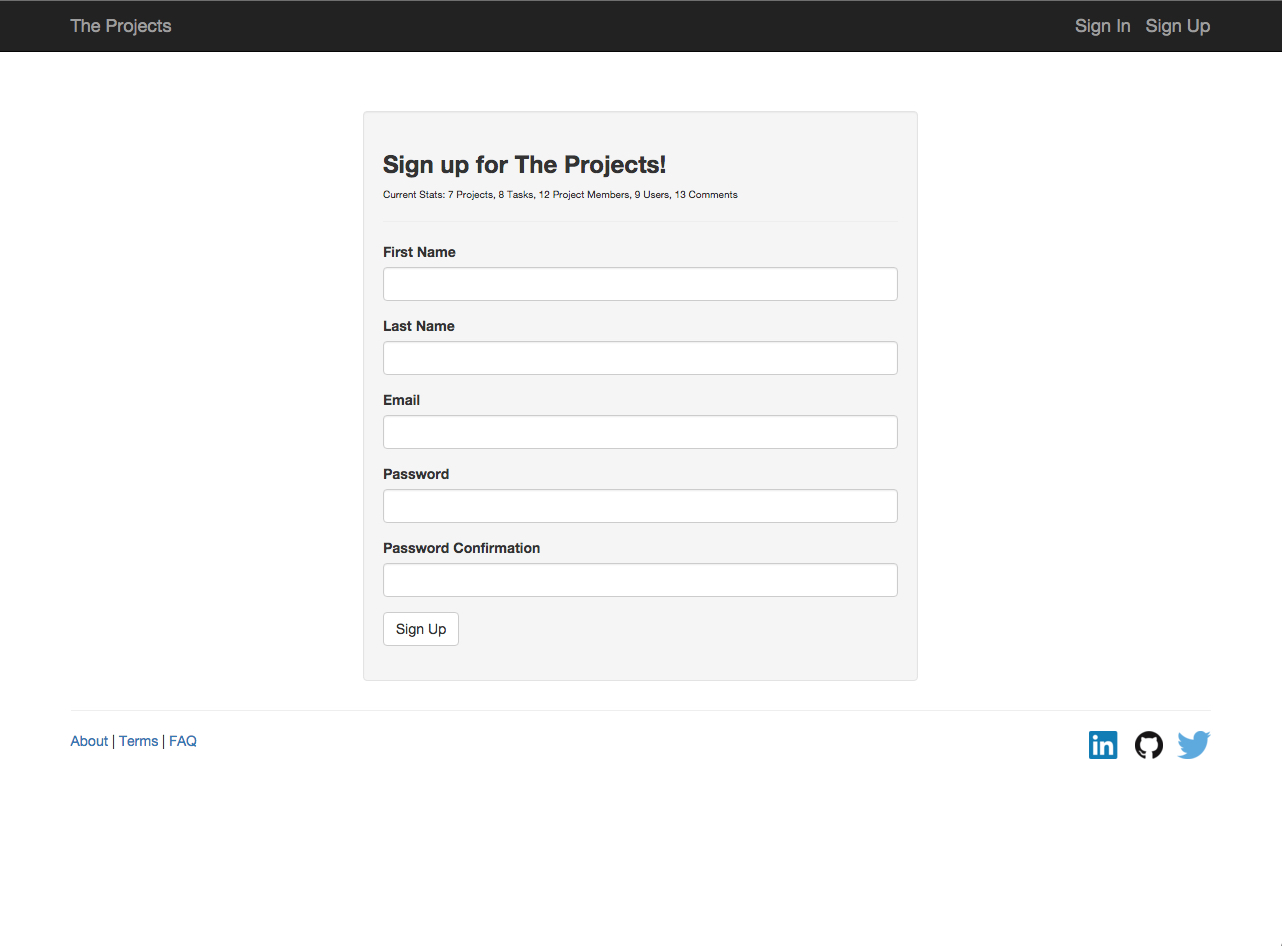 The Projects Sign In Sign Up
Sign up for The Projects!
Current Stats: 7 Projects, 8 Tasks, 12 Project Members, 9 Users, 13 Comments
First Name
Last Name
Email
Password
Password Confirmation
Sign Up
About | Terms | FAQ in